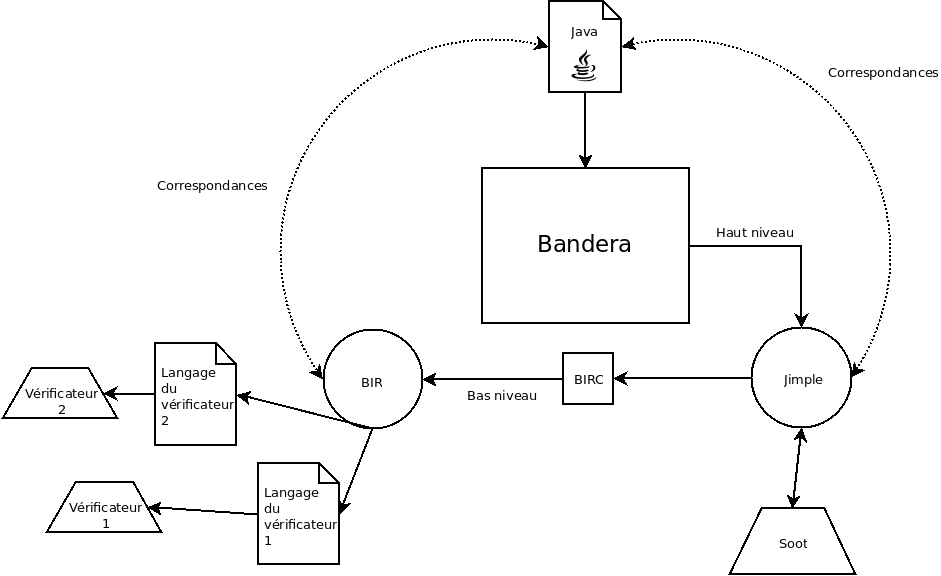 Java
Correspondances
Correspondances
Haut niveau
Bandera
BIR
Bas niveau
BIRC
Jimple
Langage
du
vérificateur
2
Vérificateur
2
Langage
du
vérificateur
1
Vérificateur
1
Soot